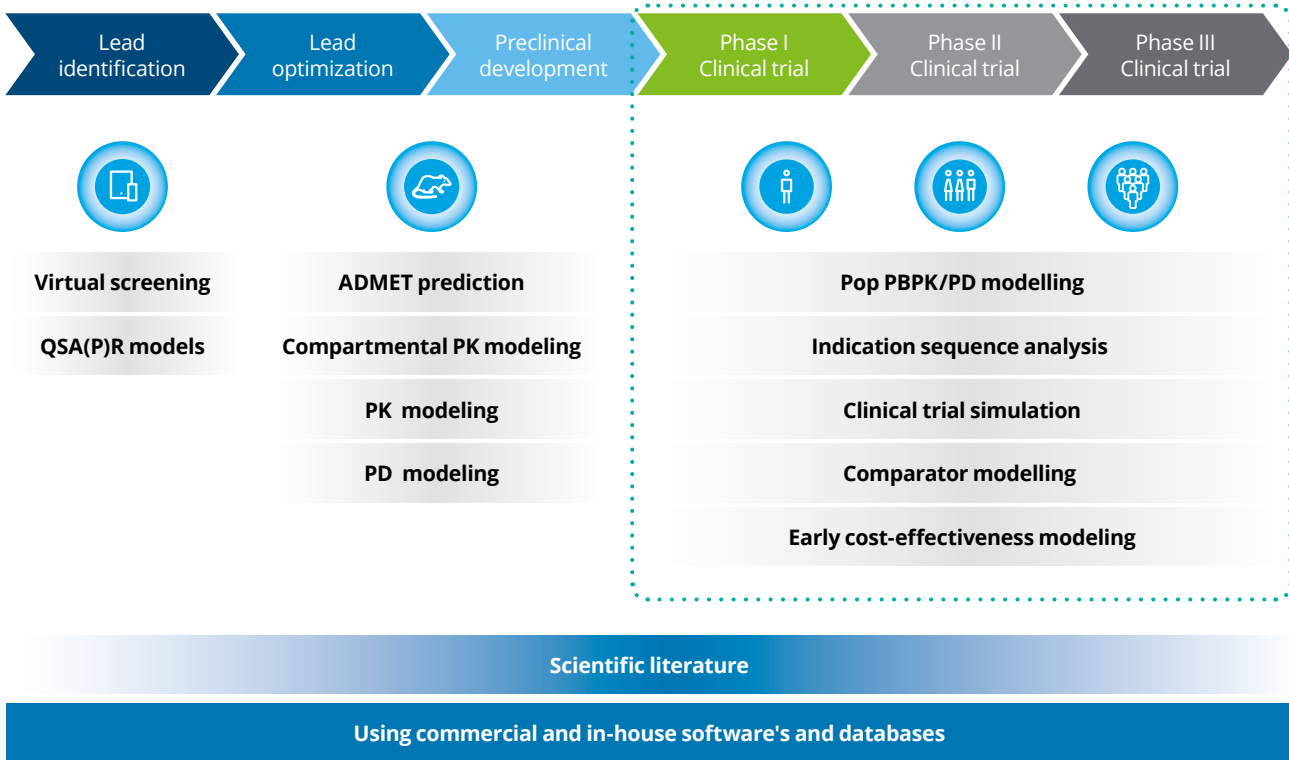 Lead
identification
Lead
optimization
Preclinical
development
Phase I
Clinical trial
Phase II
Clinical trial
Phase III
Clinical trial
Virtual screening
QSA(P)R models
ADMET prediction
Compartmental PK modeling
PK modeling
PD modeling
Pop PBPK/PD modelling
Indication sequence analysis
Clinical trial simulation
Comparator modelling
Early cost-effectiveness modeling
Scientific literature
Using commercial and in-house software's and databases